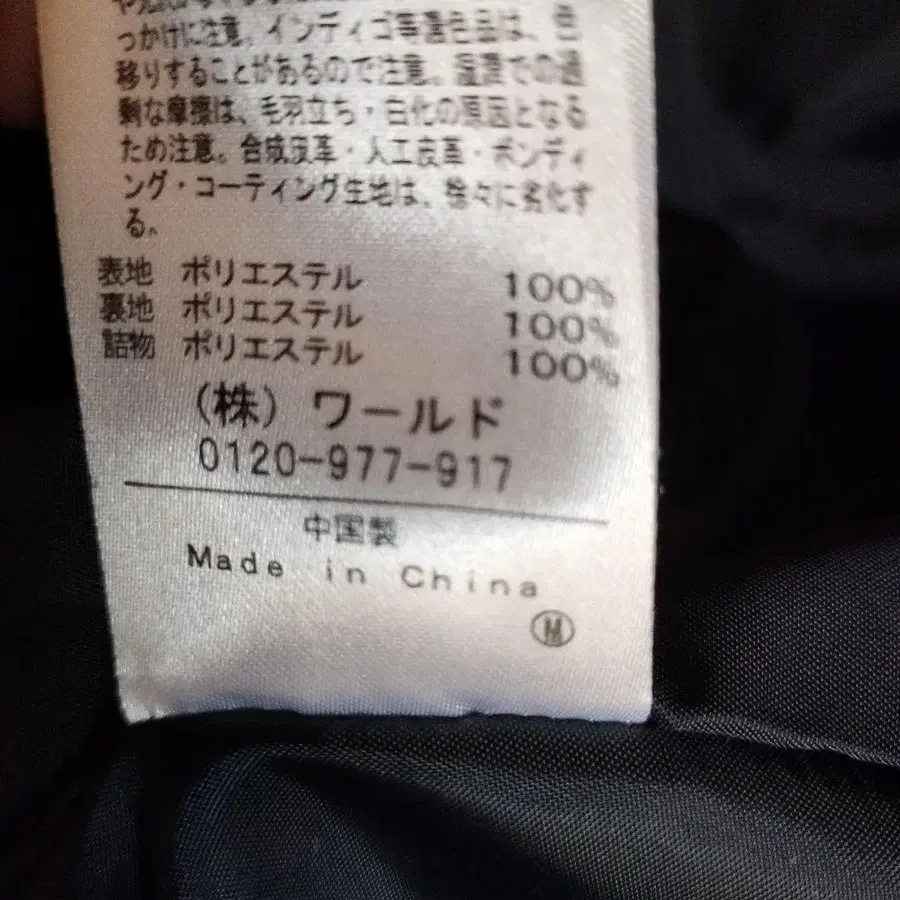 っかけに注意。インディゴ等濃色品は、色
移りすることがあるので注意。湿潤での過
剰な摩擦は、毛羽立ち・白化の原因となる
ため注意。合成皮革・人工皮革・ボンディ
ング・コーティング生地は、徐々に劣化す
る。
表地 ポリエステル 100%
裏地 ポリエステル 100%
詰物 ポリエステル 100%
(株) ワールド
0120-977-917
中国製
Made in China
M